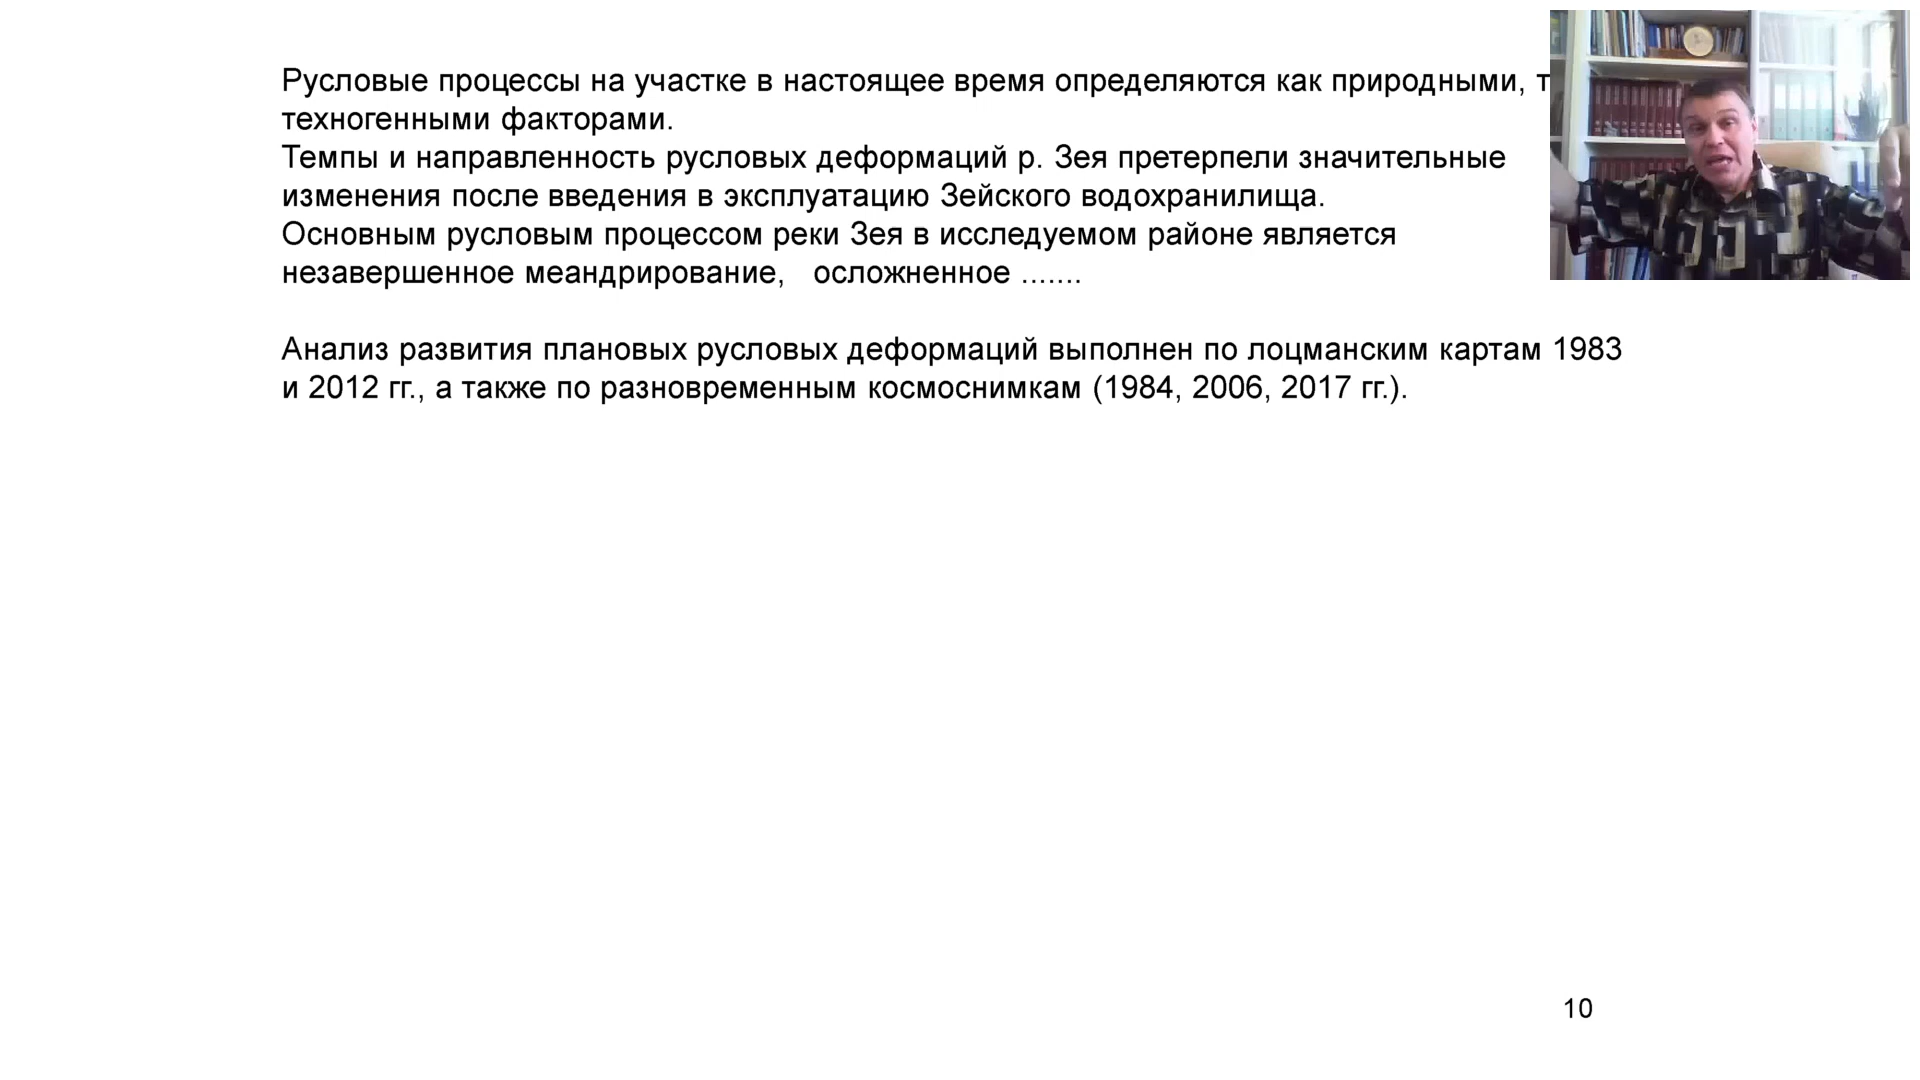 Русловые процессы на участке в настоящее время определяются как природными,
техногенными факторами.
Темпы и направленность русловых деформаций р. Зея претерпели значительные
изменения после введения в эксплуатацию Зейского водохранилища.
Основным русловым процессом реки Зея в исследуемом районе является
незавершенное меандрирование, осложненное .......
Анализ развития плановых русловых деформаций выполнен по лоцманским картам 1983
и 2012 гг., а также по разновременным космоснимкам (1984, 2006, 2017 гг.).
10